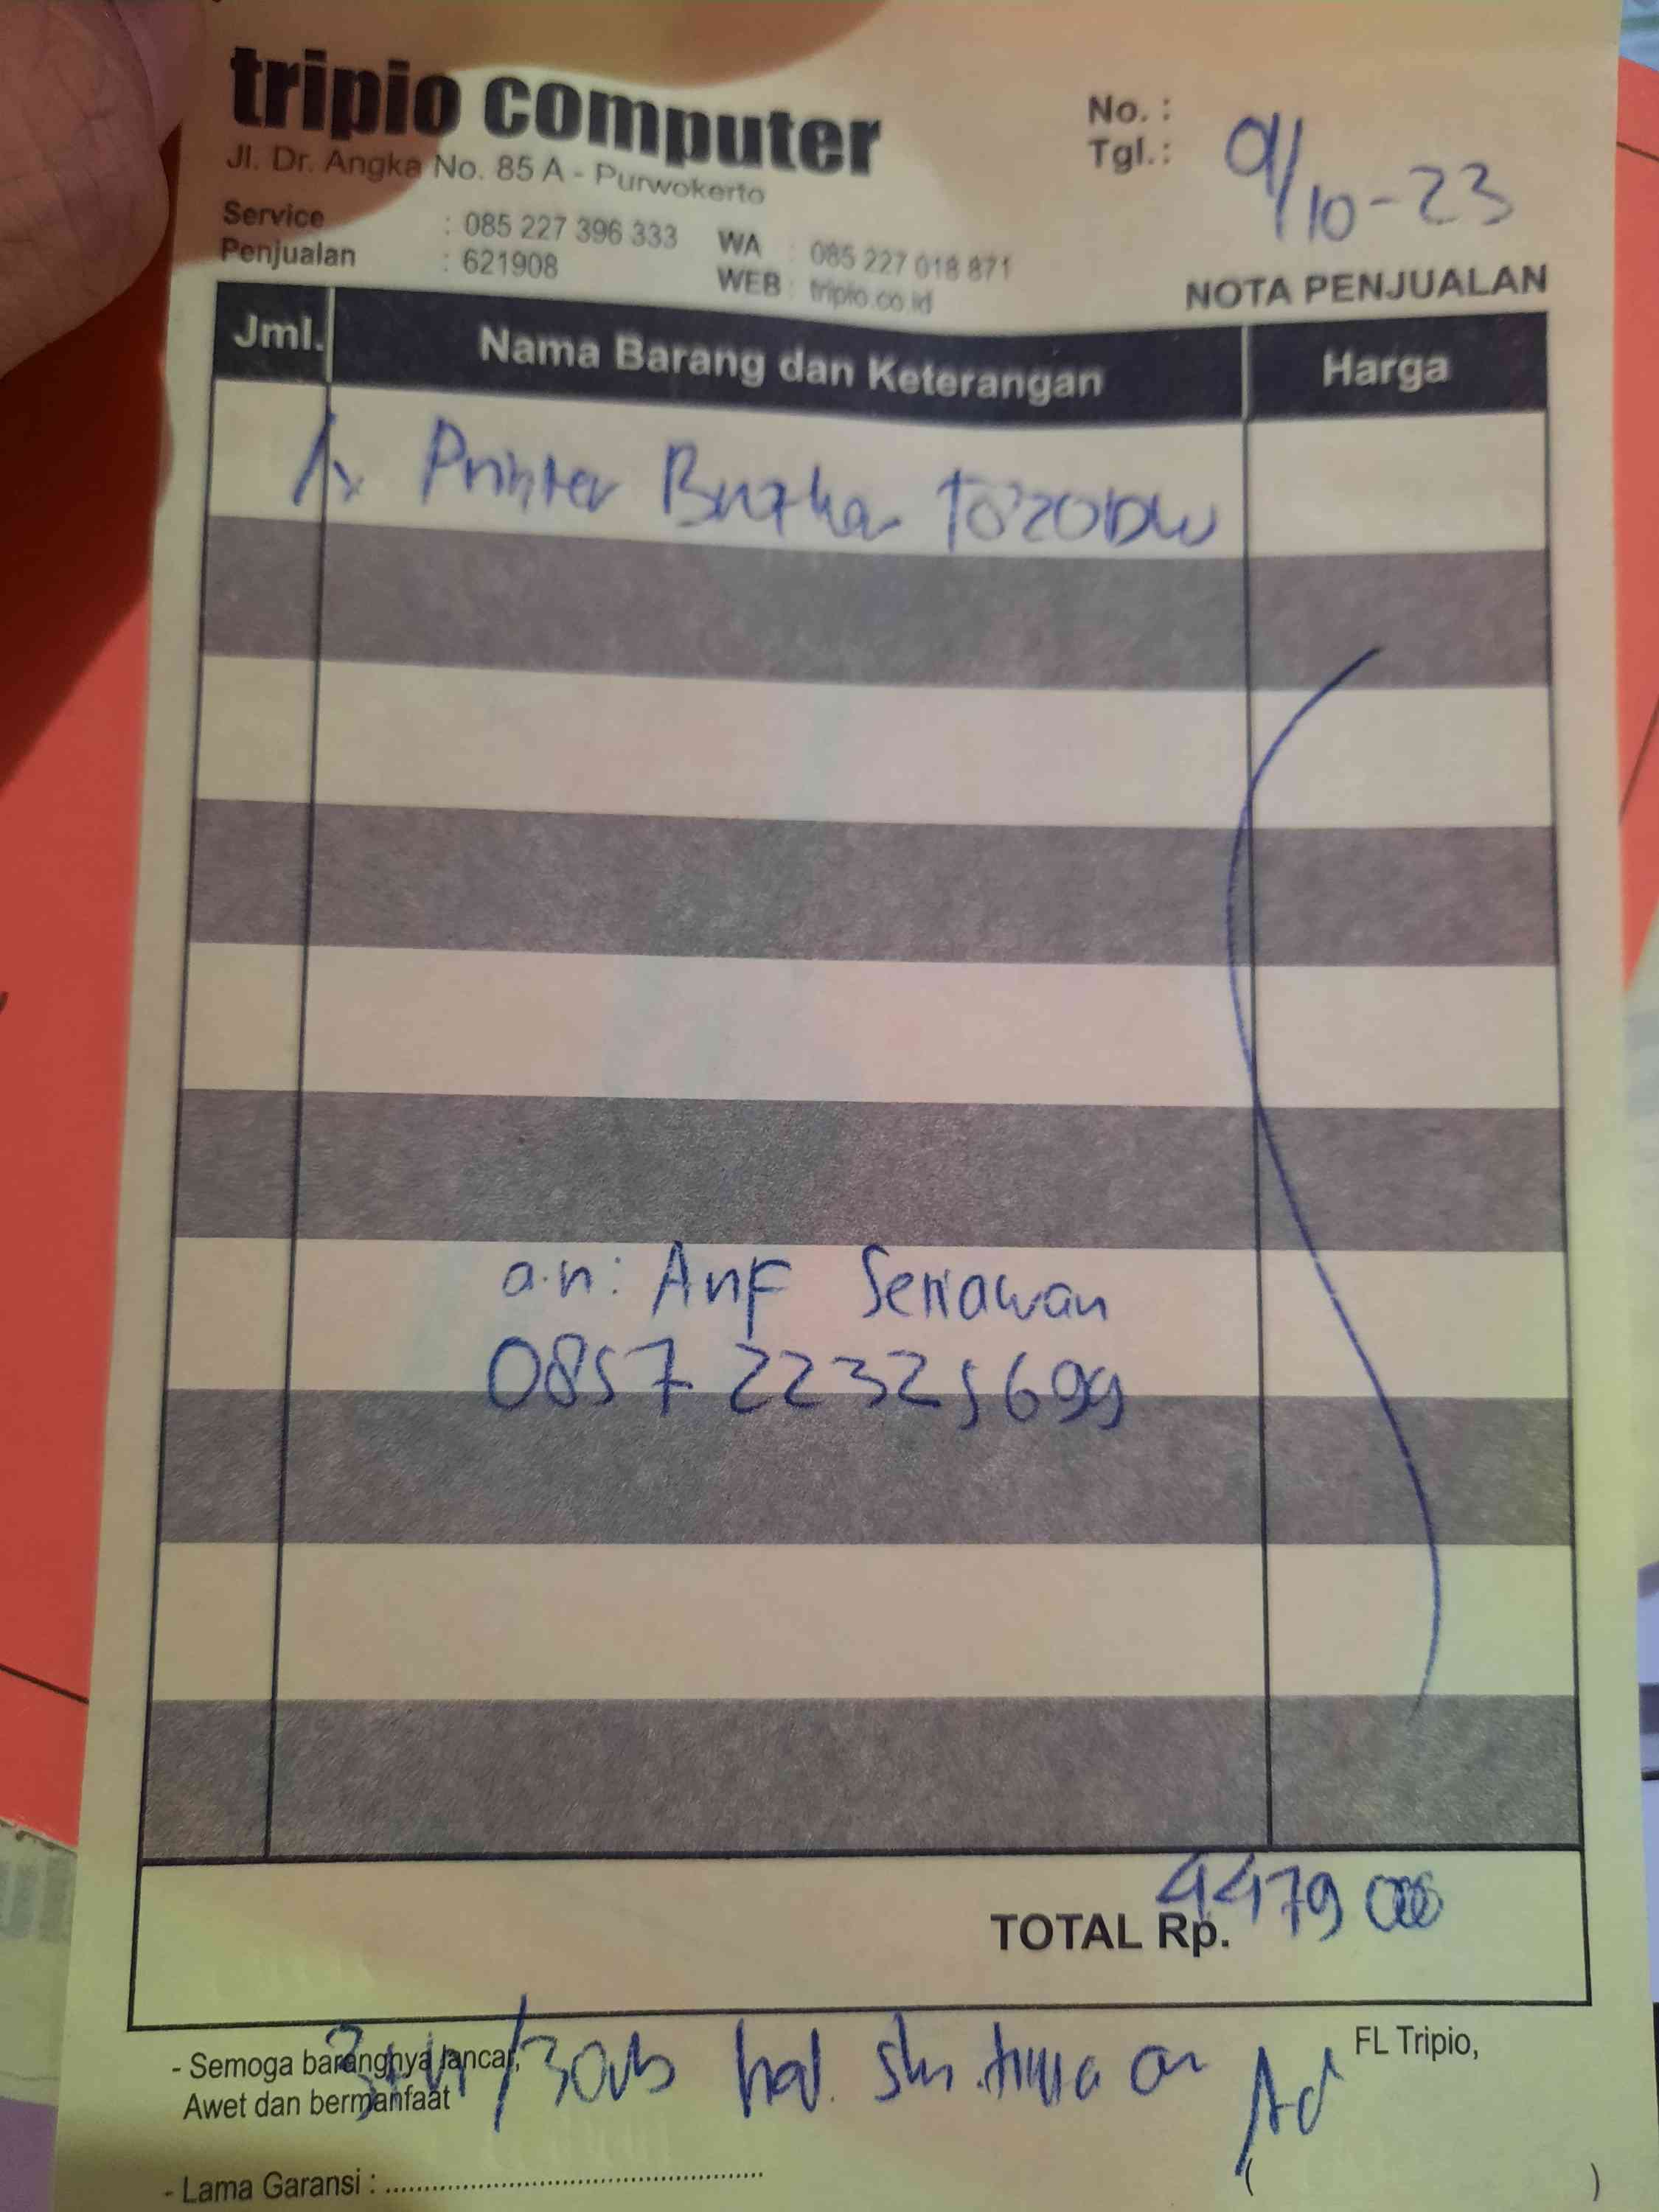 tripio computer
Jl. Dr. Angka No. 85 A - Purwokerto
Service : 085 227 396 333 WA : 085 227 018 871
Penjualan : 621908 WEB : tripio.co.id
No. :
Tgl. : 9/10-23
NOTA PENJUALAN
Jml. Nama Barang dan Keterangan Harga
1x Printer Brother T820DW
a.n: Arif Setiawan
0857 22325699
TOTAL Rp. 4479 000
- Semoga barangnya lancar,
Awet dan bermanfaat
FL Tripio,
- Lama Garansi :
( )